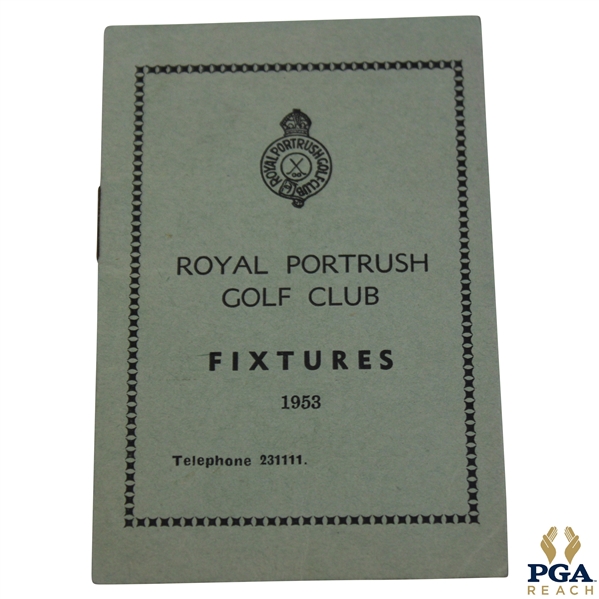 ROYAL PORTRUSH GOLF CLUB
ROYAL PORTRUSH
GOLF CLUB
FIXTURES
1953
Telephone 231111.
PGA
REACH